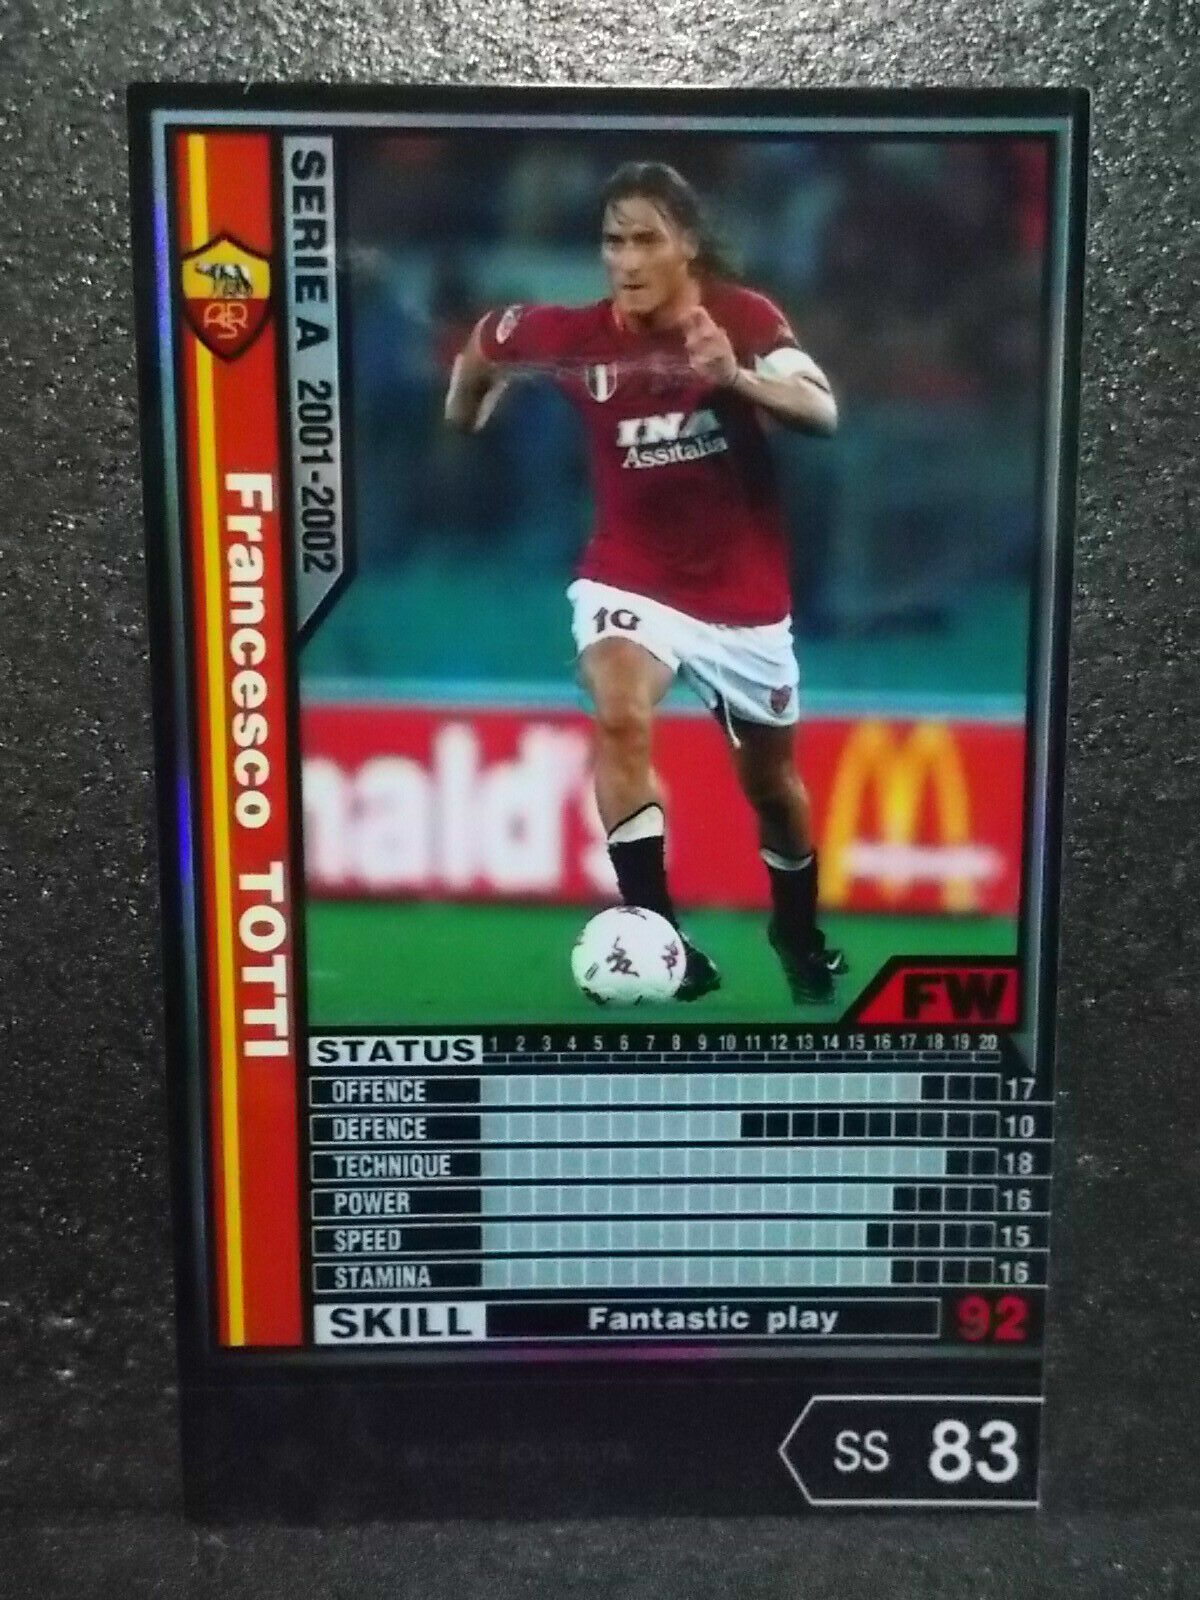 SERIE A 2001-2002
ASR
Francesco TOTTI
INA
Assitalia
10
nald's
M
FW
STATUS 1 2 3 4 5 6 7 8 9 10 11 12 13 14 15 16 17 18 19 20
OFFENCE 17
DEFENCE 10
TECHNIQUE 18
POWER 16
SPEED 15
STAMINA 16
SKILL Fantastic play 92
SS 83